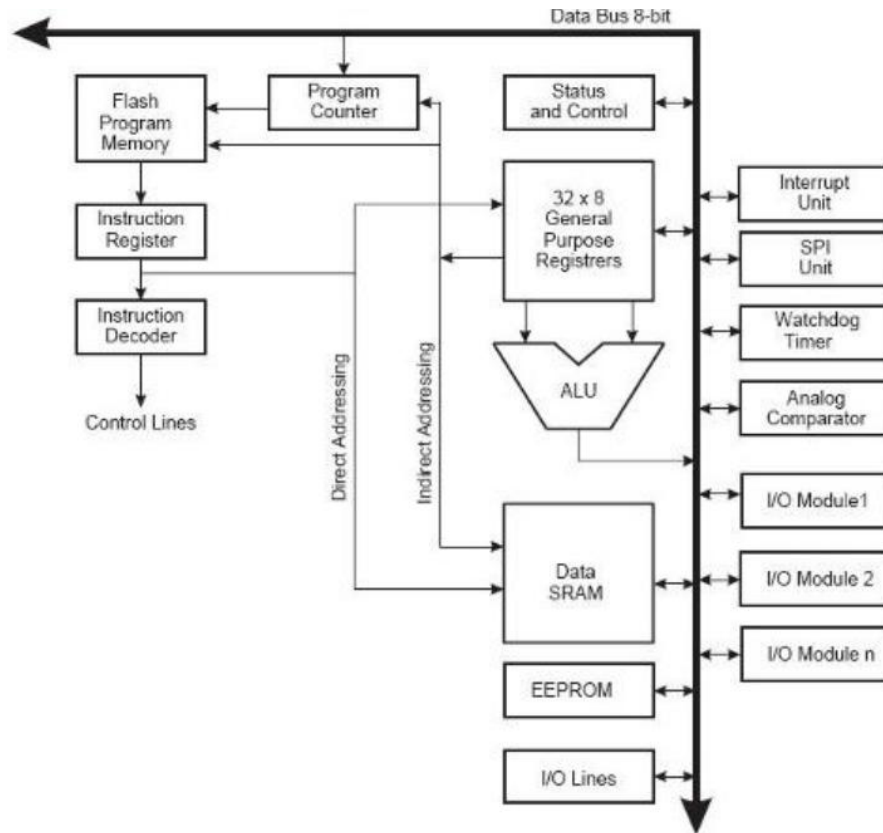 Data Bus 8-bit
Flash
Program
Memory
Program
Counter
Status
and Control
32 x 8
General
Purpose
Registrers
Interrupt
Unit
Instruction
Register
SPI
Unit
Instruction
Decoder
Watchdog
Timer
ALU
Analog
Comparator
Control Lines
Direct Addressing
Indirect Addressing
I/O Module1
Data
SRAM
I/O Module 2
I/O Module n
EEPROM
I/O Lines